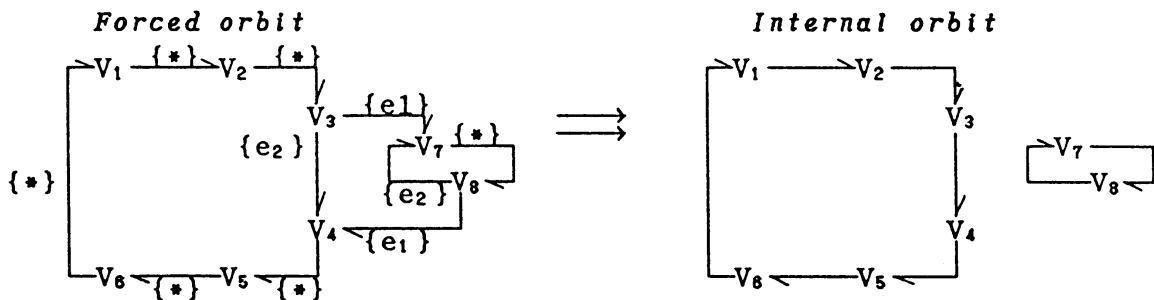 Forced orbit Internal orbit
{*} {*}
V₁ V₂ V₁ V₂
V₃ {e1} V₃
{e₂} V₇ {*} V₇
{*} {e₂} V₈ V₈
V₄ {e₁} V₄
V₆ {*} V₅ {*} V₆ V₅